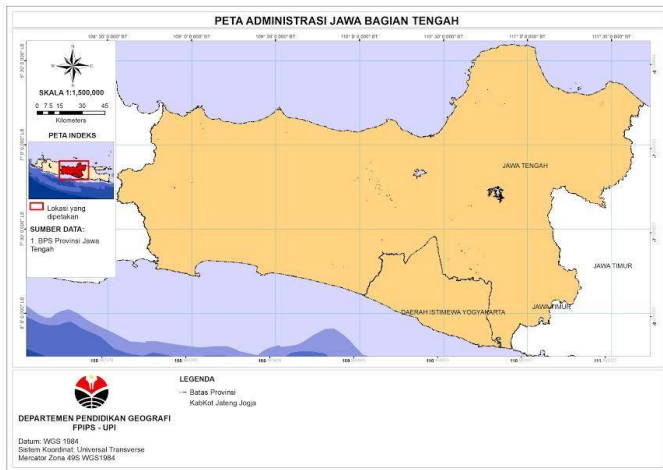 PETA ADMINISTRASI JAWA BAGIAN TENGAH
SKALA 1:1,500,000
0 7.5 15 30 45
Kilometers
PETA INDEKS
Lokasi yang
dipetakan
SUMBER DATA:
1. BPS Provinsi Jawa
Tengah
JAWA TENGAH
JAWA TIMUR
JAWA TIMUR
DAERAH ISTIMEWA YOGYAKARTA
DEPARTEMEN PENDIDIKAN GEOGRAFI
FPIPS - UPI
Datum: WGS 1984
Sistem Koordinat: Universal Transverse
Mercator Zona 49S WGS1984
LEGENDA
Batas Provinsi
KabKot Jateng Jogja